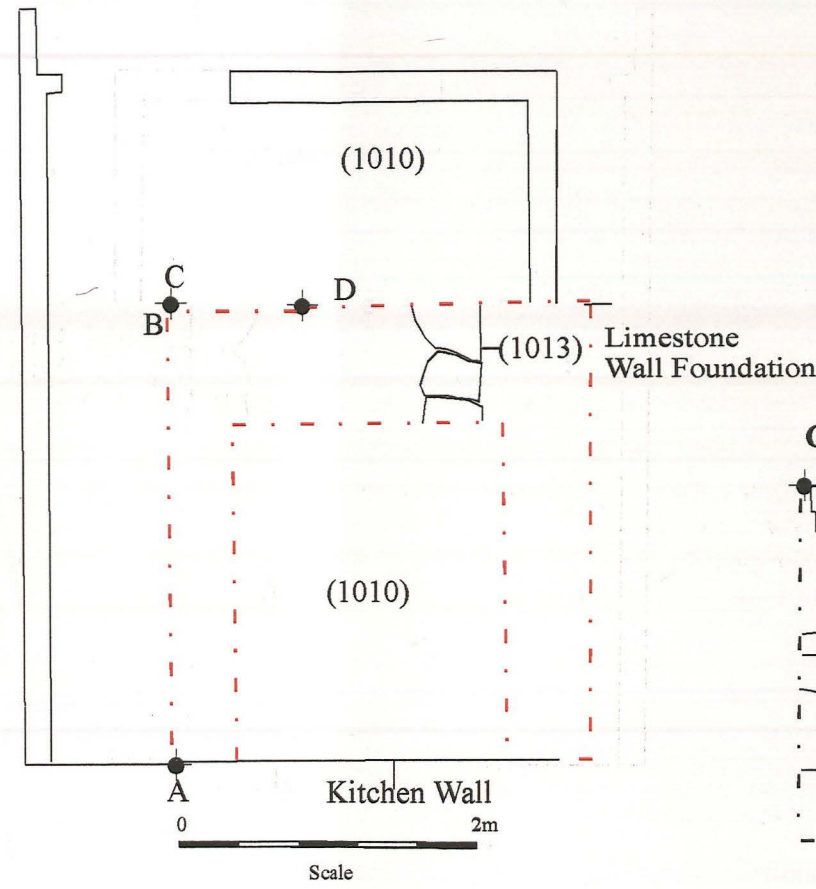 (1010)
C
D
B
(1013)
Limestone
Wall Foundation
(1010)
A
Kitchen Wall
0
2m
Scale